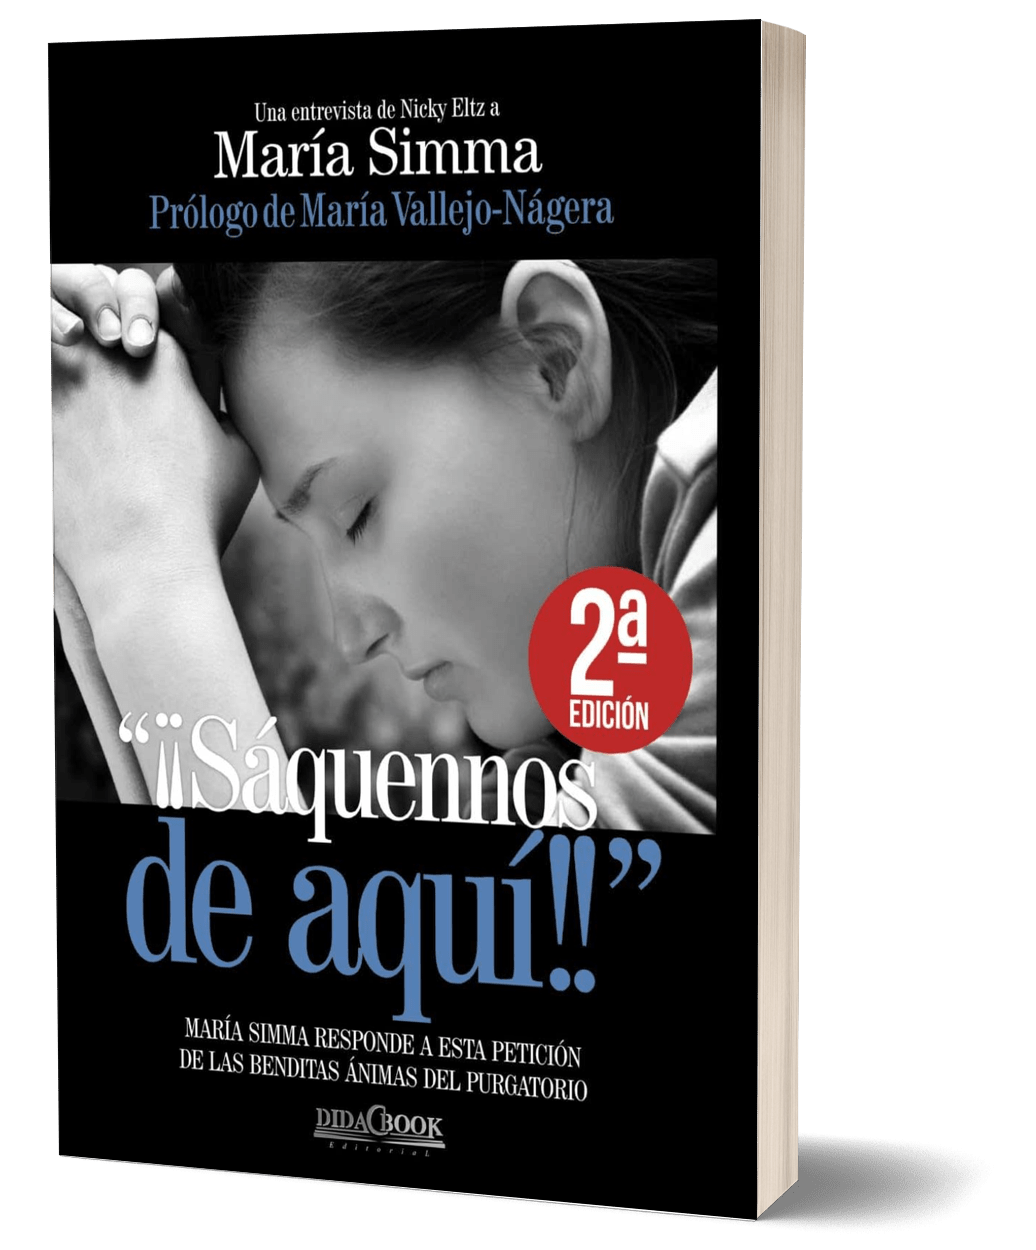 Una entrevista de Nicky Eltz a
María Simma
Prólogo de María Vallejo-Nágera
2ª
EDICIÓN
“¡¡Sáquennos
de aquí!!”
MARÍA SIMMA RESPONDE A ESTA PETICIÓN
DE LAS BENDITAS ÁNIMAS DEL PURGATORIO
DIDACBOOK
EditoriaL